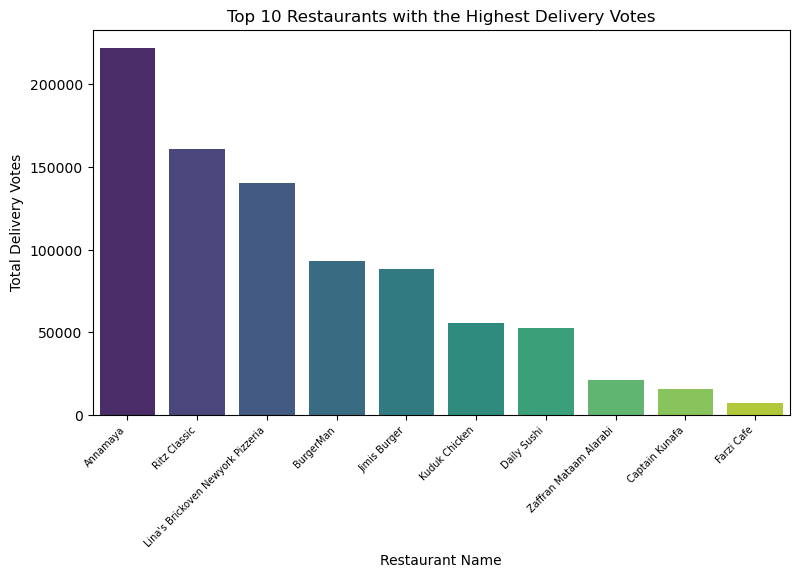 Top 10 Restaurants with the Highest Delivery Votes
Total Delivery Votes
200000
150000
100000
50000
0
Annamaya
Ritz Classic
Lina's Brickoven Newyork Pizzeria
BurgerMan
Jimis Burger
Kuduk Chicken
Daily Sushi
Zaffran Mataam Alarabi
Captain Kunafa
Farzi Cafe
Restaurant Name